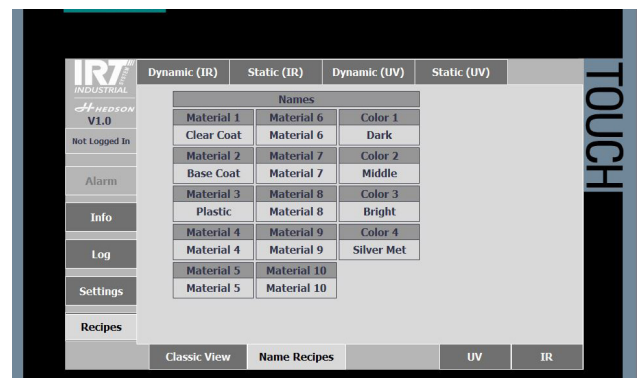 IRT
SYSTEM
INDUSTRIAL
HEDSON
V1.0
Not Logged In
Alarm
Info
Log
Settings
Recipes
Dynamic (IR) Static (IR) Dynamic (UV) Static (UV)
Names
Material 1 Material 6 Color 1
Clear Coat Material 6 Dark
Material 2 Material 7 Color 2
Base Coat Material 7 Middle
Material 3 Material 8 Color 3
Plastic Material 8 Bright
Material 4 Material 9 Color 4
Material 4 Material 9 Silver Met
Material 5 Material 10
Material 5 Material 10
Classic View Name Recipes UV IR
TOUCH